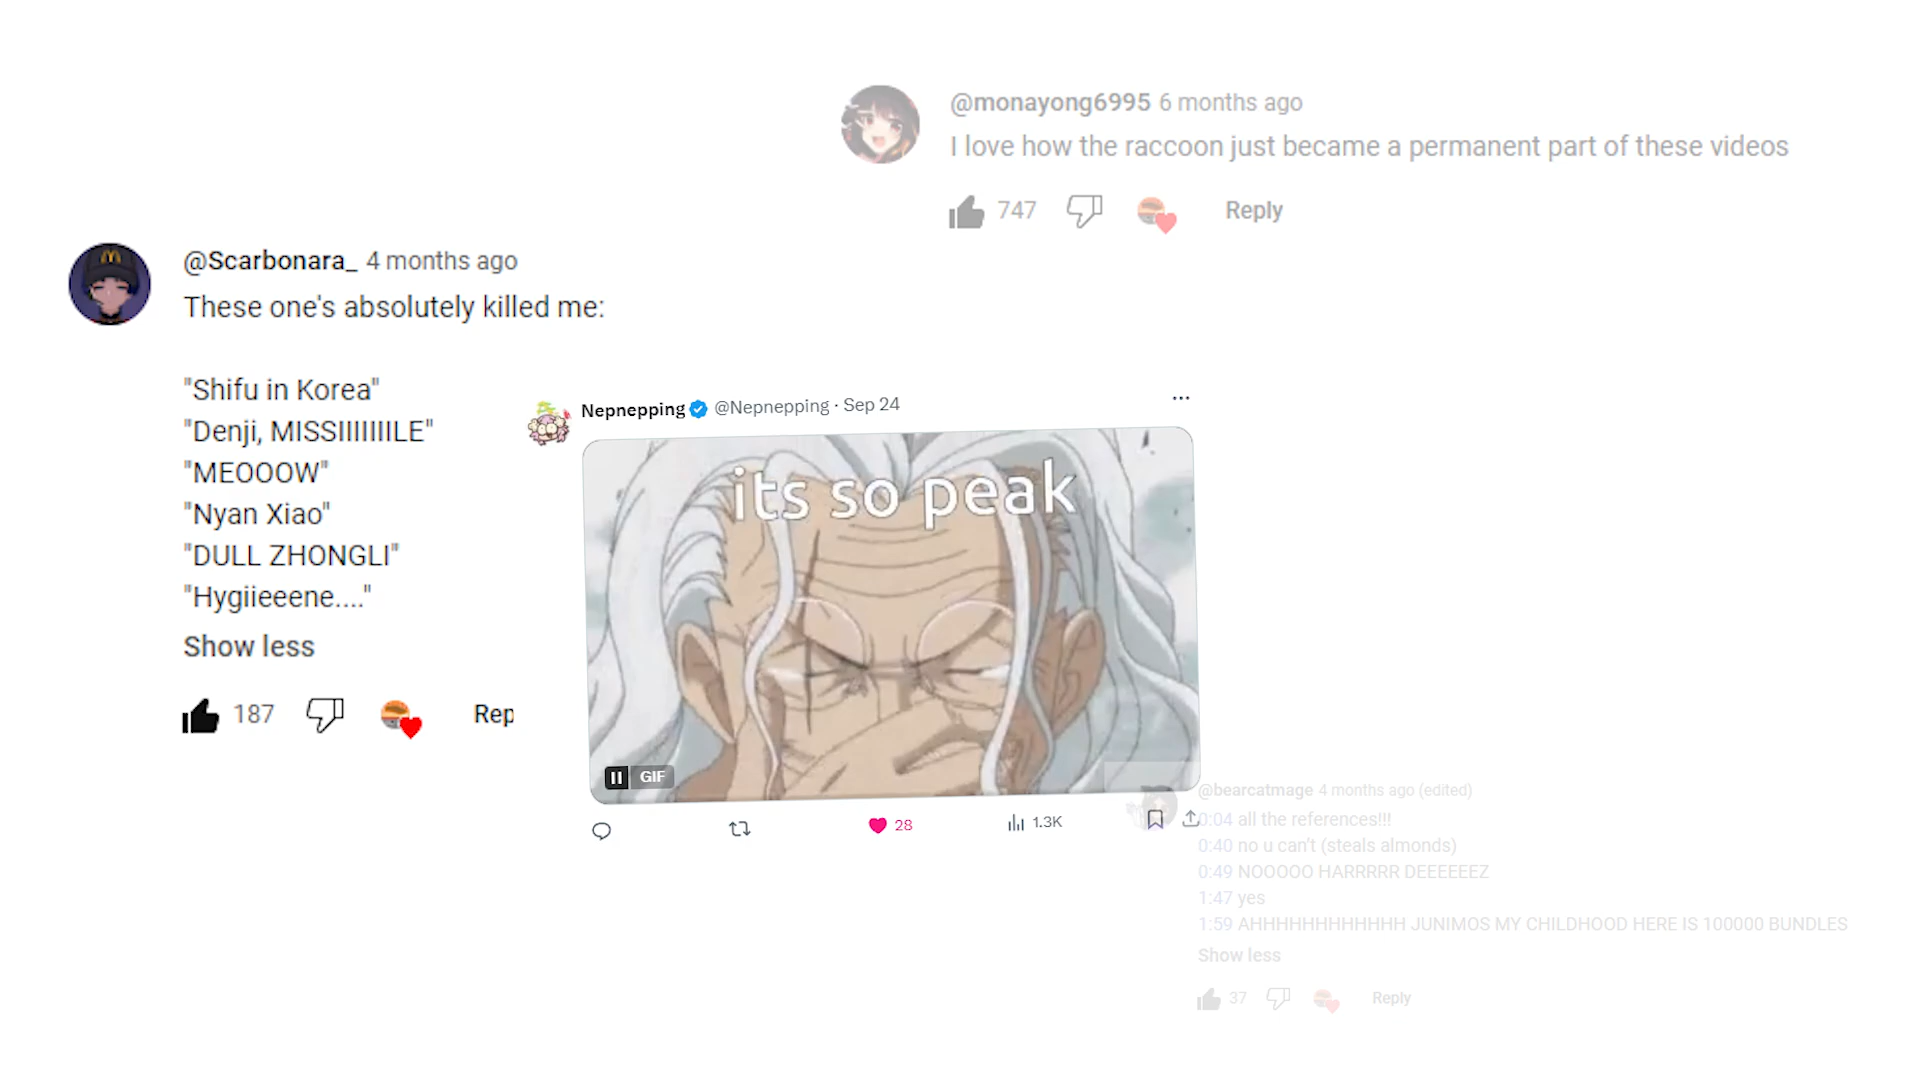 @monayong6995 6 months ago
I love how the raccoon just became a permanent part of these videos
747 Reply
@Scarbonara_ 4 months ago
These one's absolutely killed me:
"Shifu in Korea"
"Denji, MISSIIIIIIIILE"
"MEOOOW"
"Nyan Xiao"
"DULL ZHONGLI"
"Hygiieeene...."
Show less
187 Rep
Nepnepping @Nepnepping · Sep 24
its so peak
GIF
28 1.3K
@bearcatmage 4 months ago (edited)
0:04 all the references!!!
0:40 no u can't (steals almonds)
0:49 NOOOOO HARRRRR DEEEEEEZ
1:47 yes
1:59 AHHHHHHHHHHHH JUNIMOS MY CHILDHOOD HERE IS 100000 BUNDLES
Show less
37 Reply